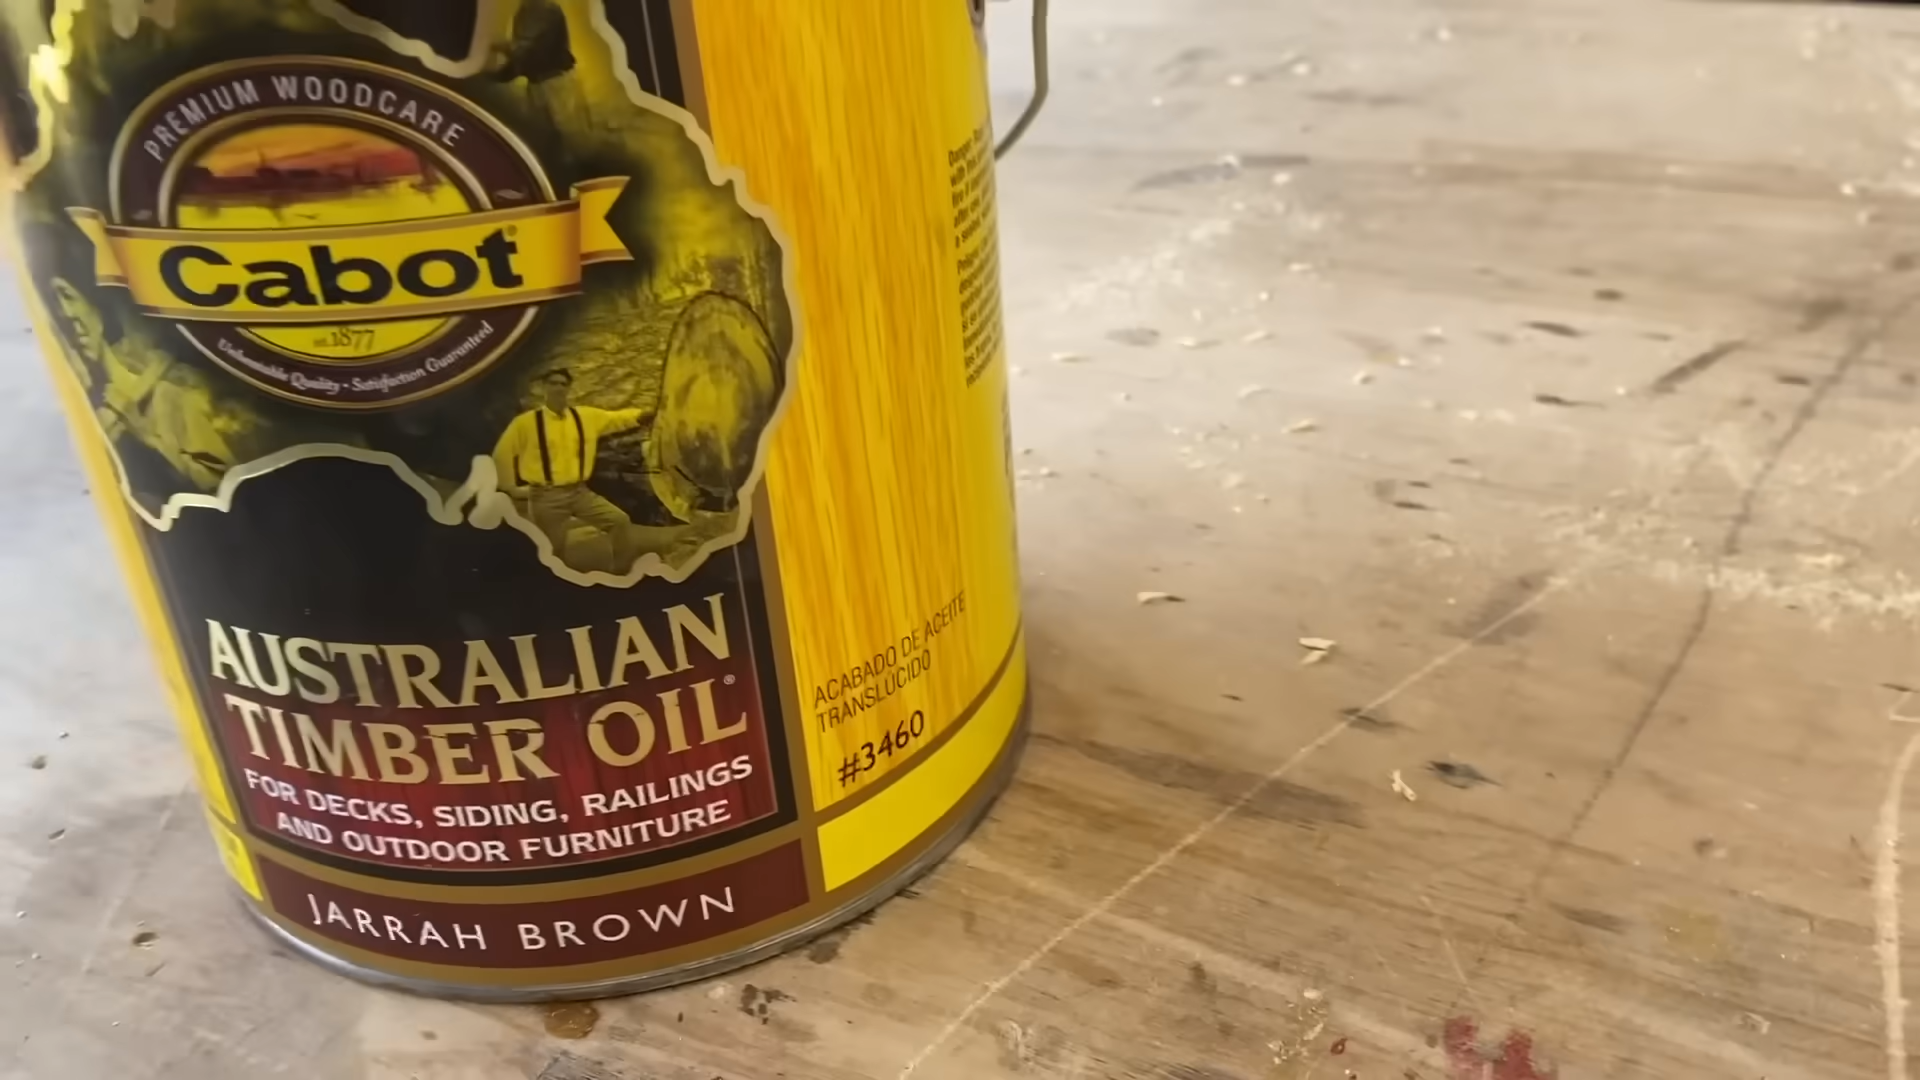 PREMIUM WOODCARE
Cabot®
est. 1877
Unbeatable Quality • Satisfaction Guaranteed
AUSTRALIAN
TIMBER OIL®
FOR DECKS, SIDING, RAILINGS
AND OUTDOOR FURNITURE
JARRAH BROWN
ACABADO DE ACEITE
TRANSLÚCIDO
#3460